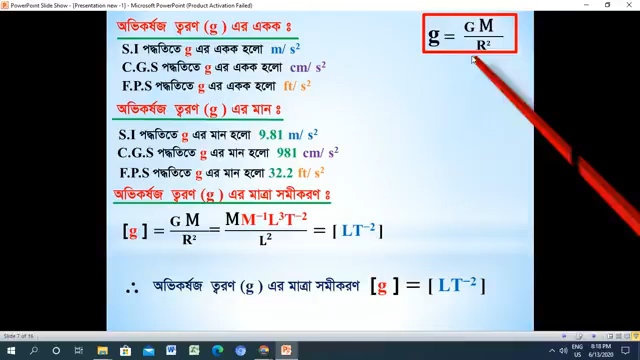 PowerPoint Slide Show - [Presentation new -1] - Microsoft PowerPoint (Product Activation Failed)
অভিকর্ষজ ত্বরণ (g ) এর একক :
g = G M / R²
S.I পদ্ধতিতে g এর একক হলো m/ s²
C.G.S পদ্ধতিতে g এর একক হলো cm/ s²
F.P.S পদ্ধতিতে g এর একক হলো ft/ s²
অভিকর্ষজ ত্বরণ (g ) এর মান :
S.I পদ্ধতিতে g এর মান হলো 9.81 m/ s²
C.G.S পদ্ধতিতে g এর মান হলো 981 cm/ s²
F.P.S পদ্ধতিতে g এর মান হলো 32.2 ft/ s²
অভিকর্ষজ ত্বরণ (g ) এর মাত্রা সমীকরণ :
[g] = G M / R² = M M⁻¹L³T⁻² / L² = [ LT⁻² ]
∴ অভিকর্ষজ ত্বরণ (g ) এর মাত্রা সমীকরণ [g] = [ LT⁻² ]
Slide 7 of 16
ENG 8:18 PM
US 6/13/2020